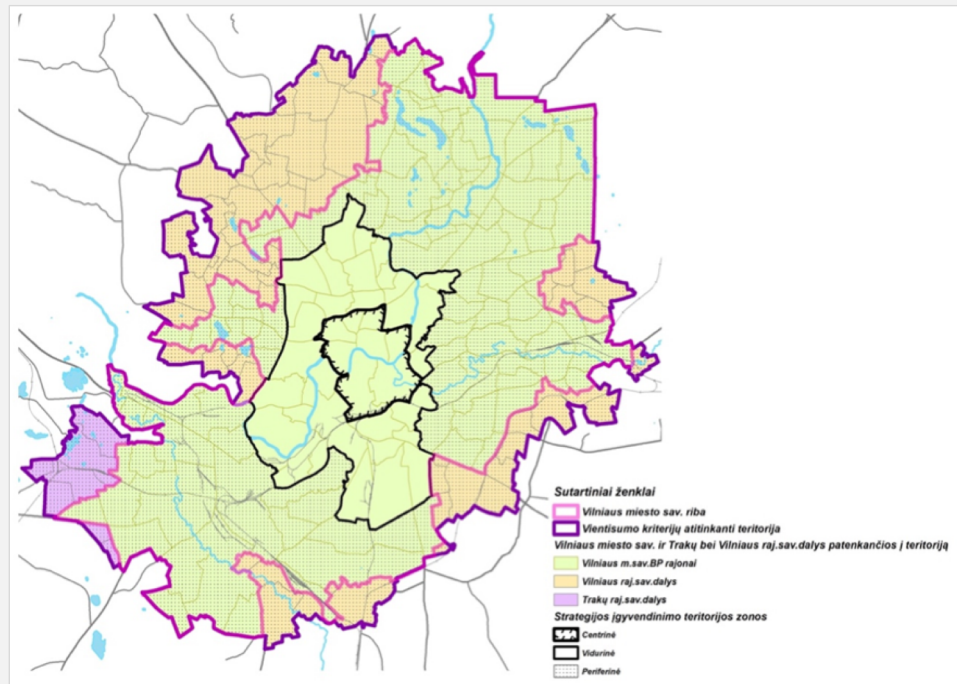 Sutartiniai ženklai
Vilniaus miesto sav. riba
Vientisumo kriterijų atitinkanti teritorija
Vilniaus miesto sav. ir Trakų bei Vilniaus raj.sav.dalys patenkančios į teritoriją
Vilniaus m.sav.BP rajonai
Vilniaus raj.sav.dalys
Trakų raj.sav.dalys
Strategijos įgyvendinimo teritorijos zonos
Centrinė
Vidurinė
Periferinė